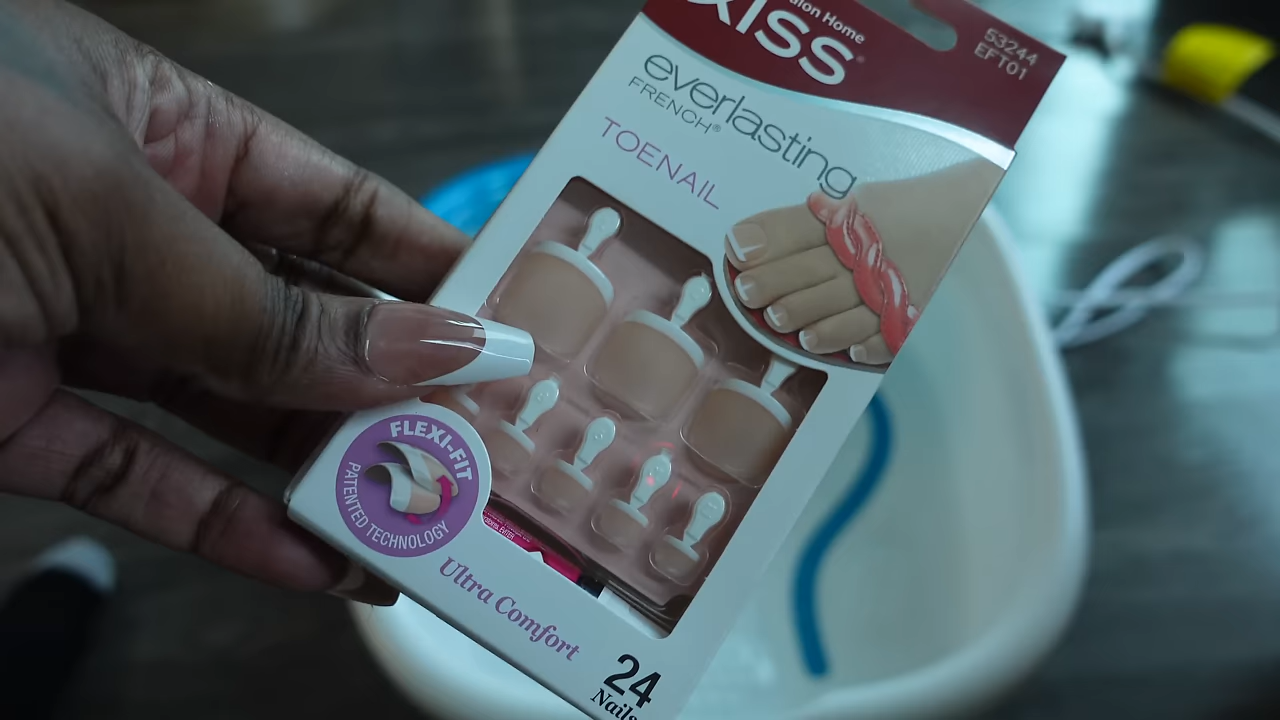 Salon Home
KISS
53244
EFT01
everlasting
FRENCH®
TOENAIL
FLEXI-FIT
PATENTED TECHNOLOGY
Ultra Comfort
24
Nails